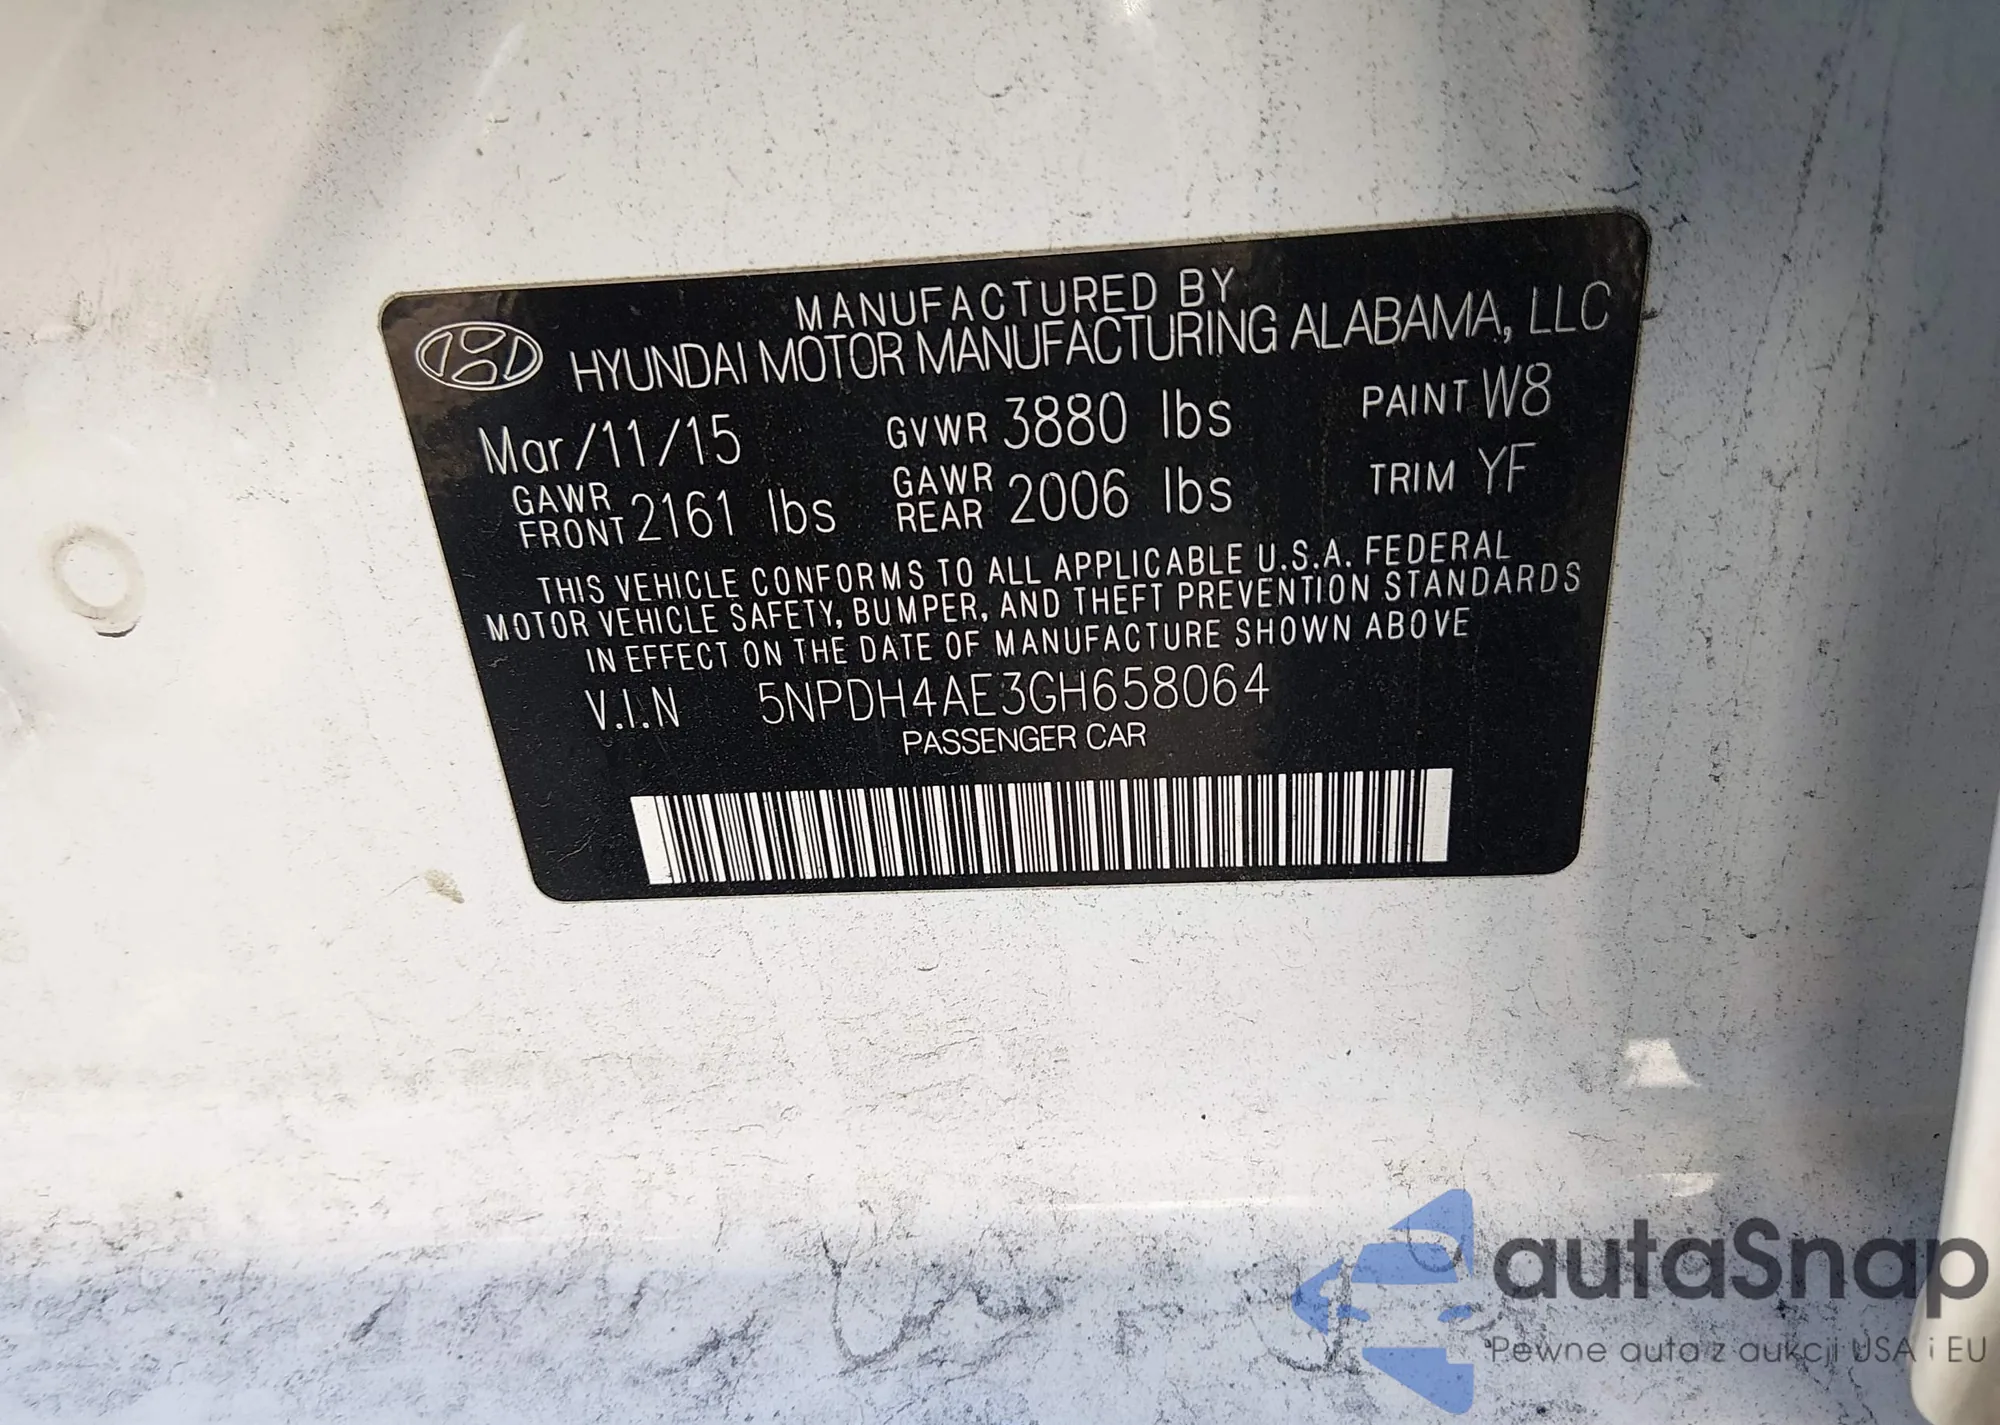 MANUFACTURED BY
HYUNDAI MOTOR MANUFACTURING ALABAMA, LLC
Mar/11/15 GVWR 3880 lbs PAINT W8
GAWR FRONT 2161 lbs GAWR REAR 2006 lbs TRIM YF
THIS VEHICLE CONFORMS TO ALL APPLICABLE U.S.A. FEDERAL
MOTOR VEHICLE SAFETY, BUMPER, AND THEFT PREVENTION STANDARDS
IN EFFECT ON THE DATE OF MANUFACTURE SHOWN ABOVE
V.I.N 5NPDH4AE3GH658064
PASSENGER CAR
autaSnap
Pewne auta z aukcji USA i EU